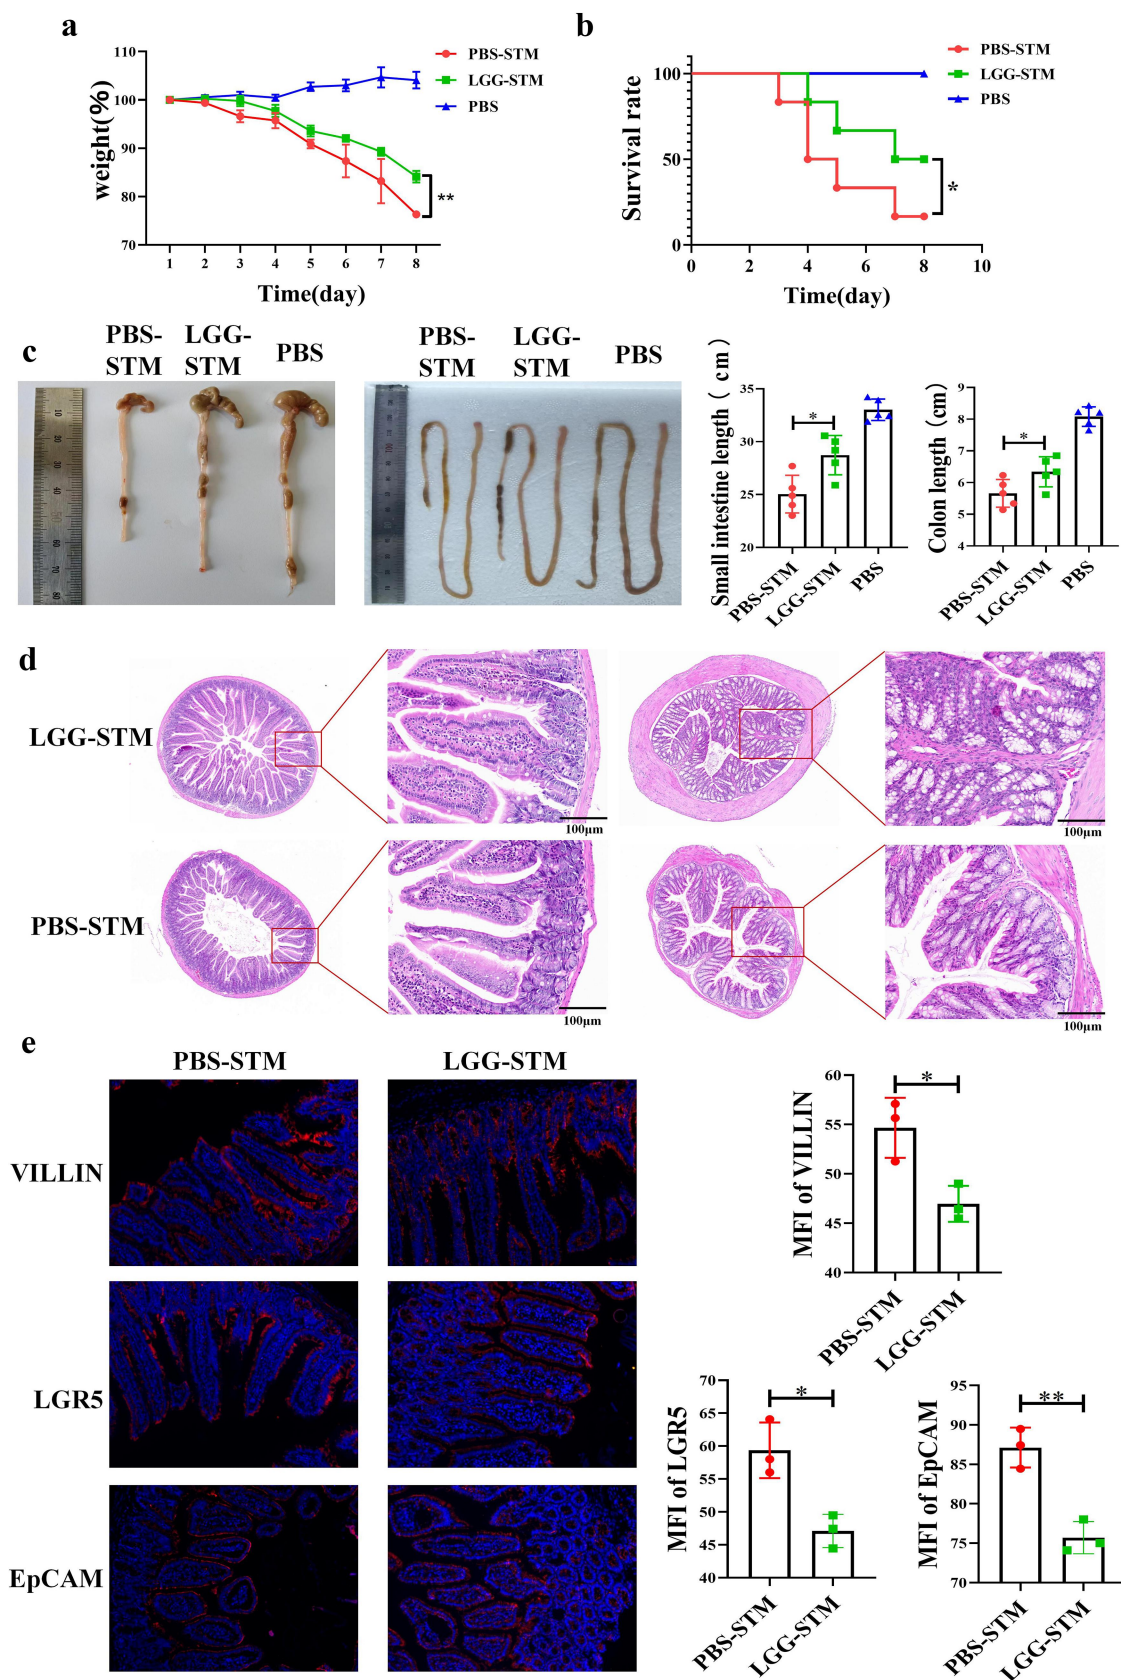 a
110
100
90
80
70
weight(%)
1 2 3 4 5 6 7 8
Time(day)
PBS-STM
LGG-STM
PBS
**
b
100
50
0
Survival rate
0 2 4 6 8 10
Time(day)
PBS-STM
LGG-STM
PBS
*
c
PBS-
STM
LGG-
STM
PBS
PBS-
STM
LGG-
STM
PBS
Small intestine length ( cm )
35
30
25
20
*
PBS-STM
LGG-STM
PBS
Colon length (cm)
9
8
7
6
5
4
*
PBS-STM
LGG-STM
PBS
d
LGG-STM
100μm
100μm
PBS-STM
100μm
100μm
e
PBS-STM
LGG-STM
VILLIN
LGR5
EpCAM
MFI of VILLIN
60
55
50
45
40
*
PBS-STM
LGG-STM
MFI of LGR5
70
65
60
55
50
45
40
*
PBS-STM
LGG-STM
MFI of EpCAM
95
90
85
80
75
70
**
PBS-STM
LGG-STM